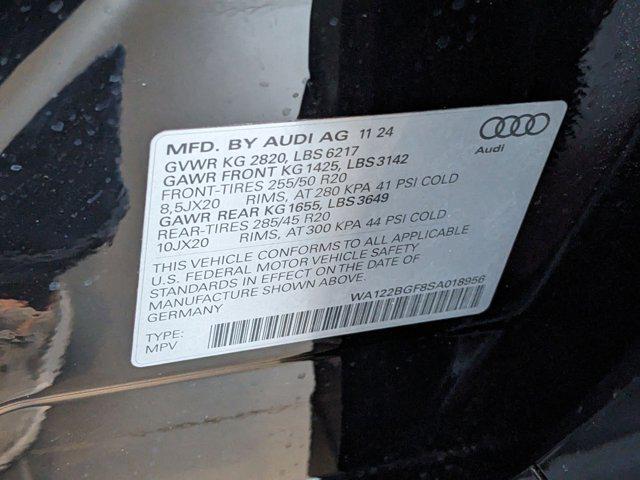 MFD. BY AUDI AG 11 24
GVWR KG 2820, LBS 6217
GAWR FRONT KG 1425, LBS 3142
FRONT-TIRES 255/50 R20
8,5JX20 RIMS, AT 280 KPA 41 PSI COLD
GAWR REAR KG 1655, LBS 3649
REAR-TIRES 285/45 R20
10JX20 RIMS, AT 300 KPA 44 PSI COLD
THIS VEHICLE CONFORMS TO ALL APPLICABLE
U.S. FEDERAL MOTOR VEHICLE SAFETY
STANDARDS IN EFFECT ON THE DATE OF
MANUFACTURE SHOWN ABOVE.
GERMANY
WA122BGF8SA018956
TYPE:
MPV
Audi